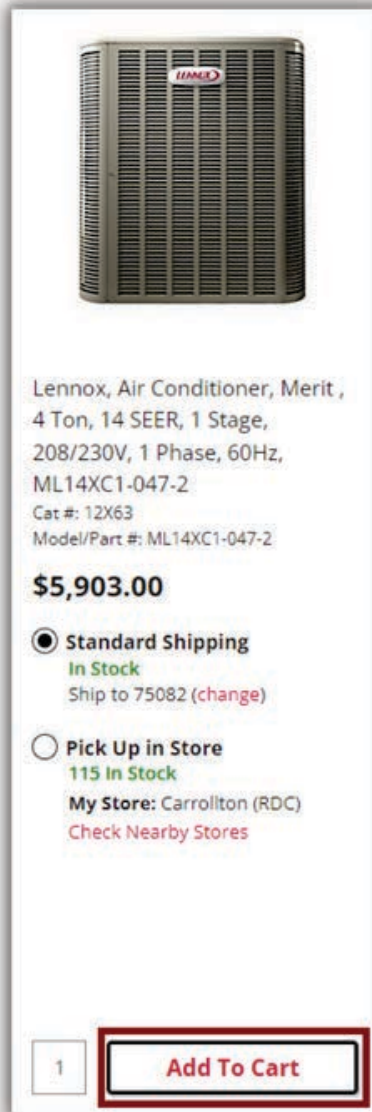 LENNOX
Lennox, Air Conditioner, Merit ,
4 Ton, 14 SEER, 1 Stage,
208/230V, 1 Phase, 60Hz,
ML14XC1-047-2
Cat #: 12X63
Model/Part #: ML14XC1-047-2
$5,903.00
Standard Shipping
In Stock
Ship to 75082 (change)
Pick Up in Store
115 In Stock
My Store: Carrollton (RDC)
Check Nearby Stores
1 Add To Cart